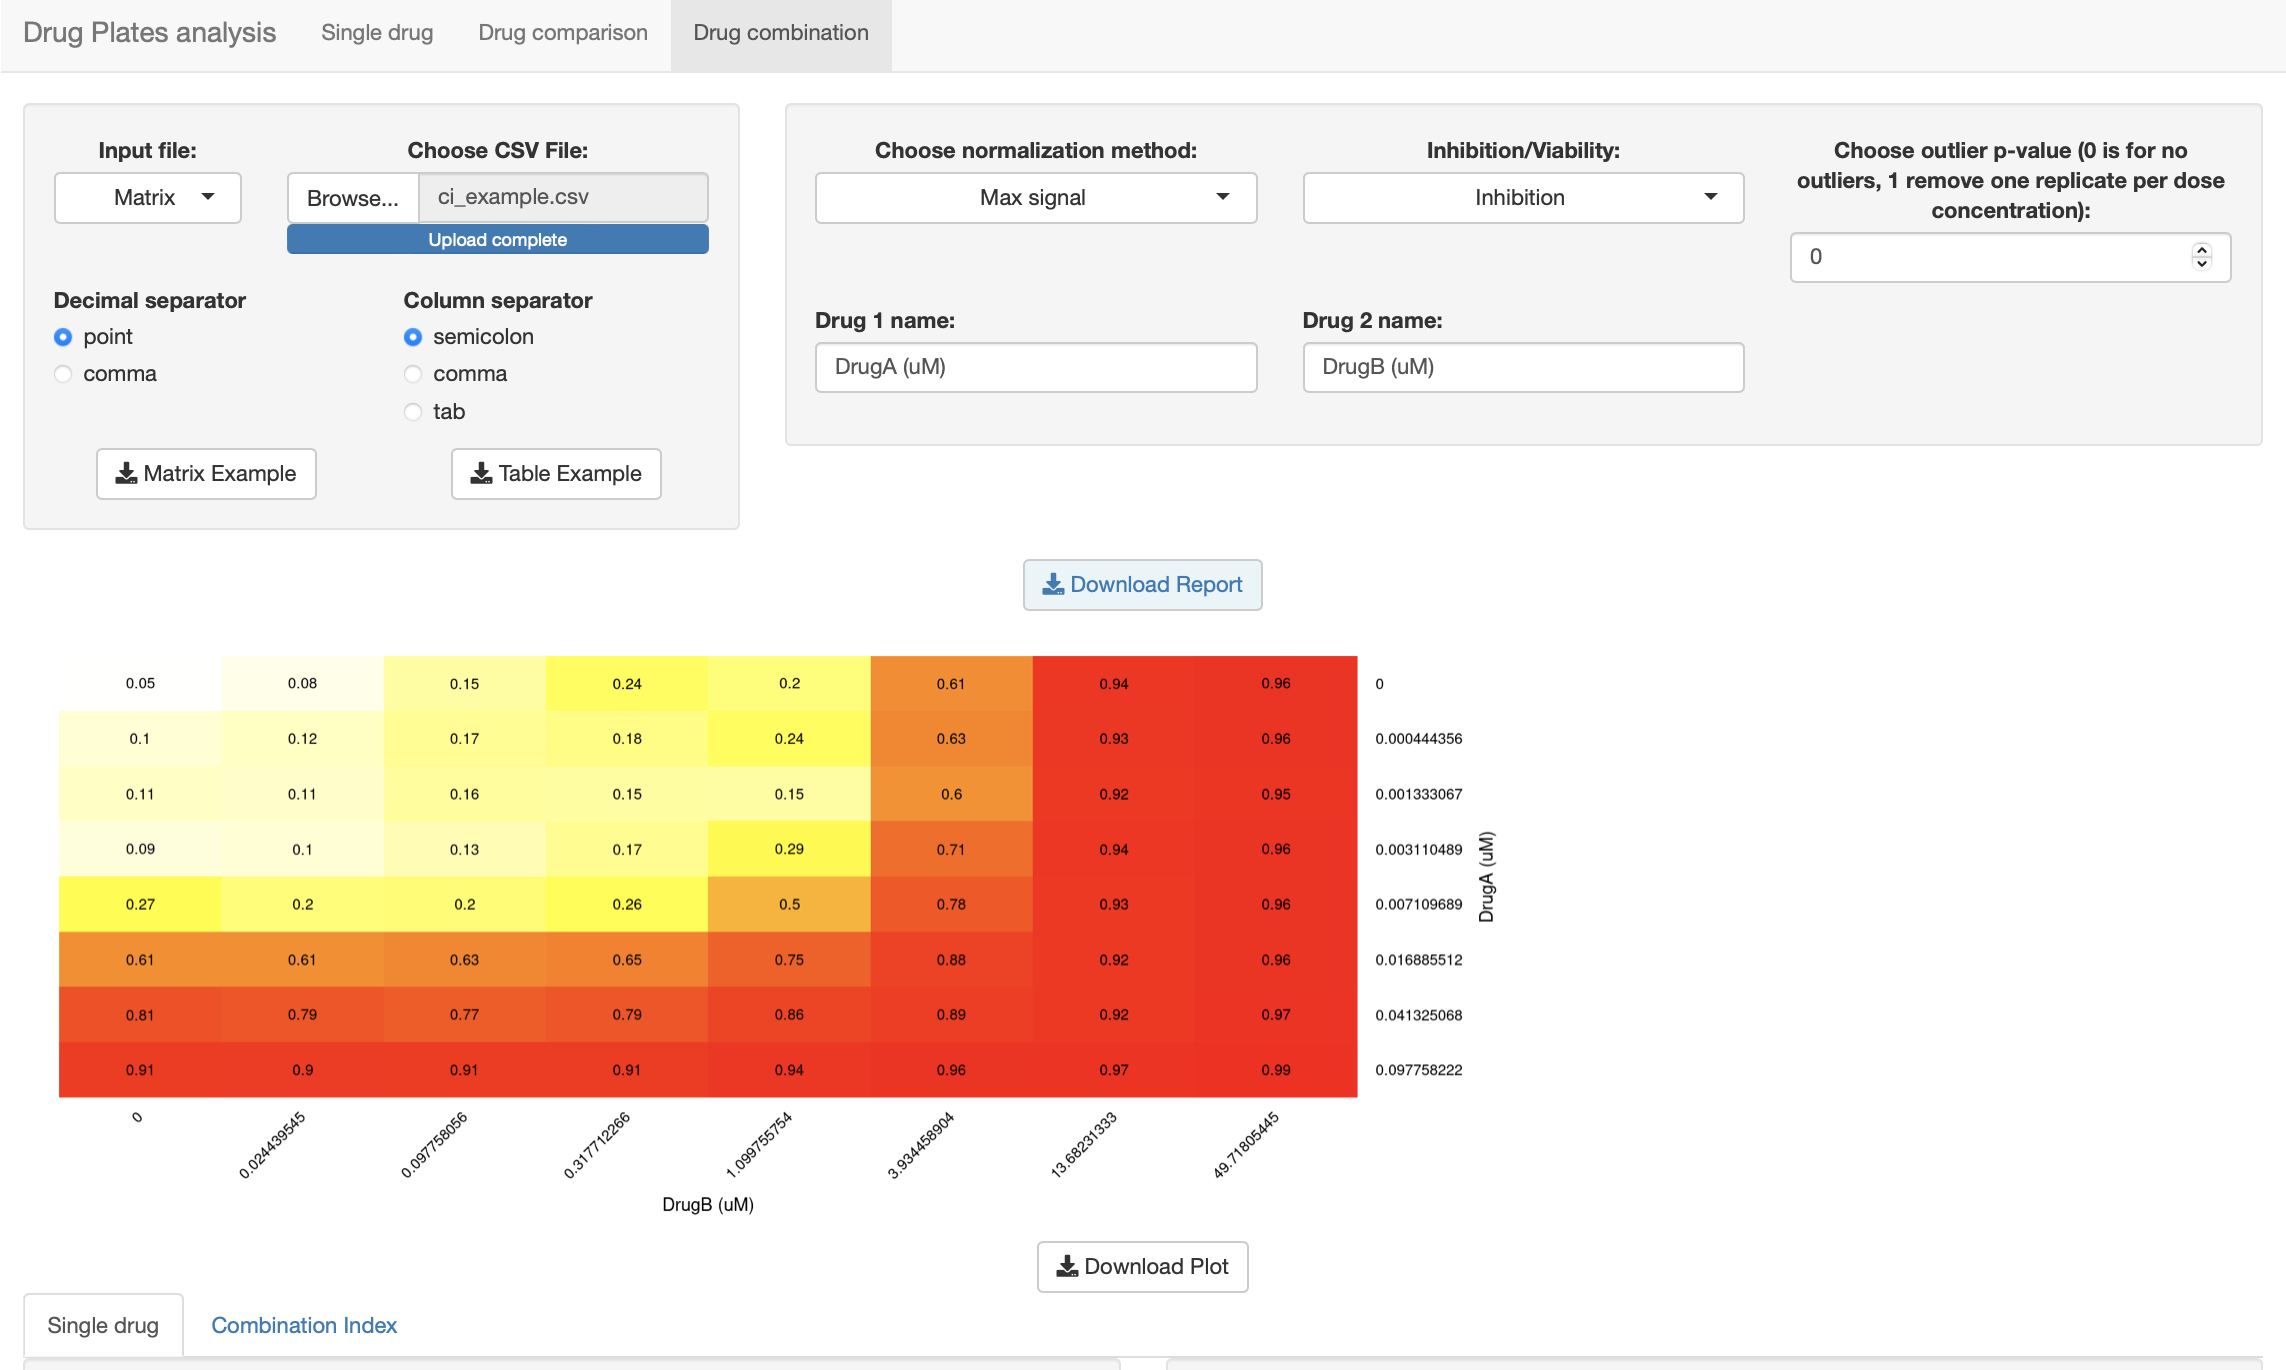 Drug Plates analysis Single drug Drug comparison Drug combination
Input file: Choose CSV File:
Matrix Browse... ci_example.csv
Upload complete
Decimal separator Column separator
point semicolon
comma comma
tab
Matrix Example Table Example
Choose normalization method: Inhibition/Viability: Choose outlier p-value (0 is for no
outliers, 1 remove one replicate per dose
concentration):
Max signal Inhibition
0
Drug 1 name: Drug 2 name:
DrugA (uM) DrugB (uM)
Download Report
0.05 0.08 0.15 0.24 0.2 0.61 0.94 0.96 0
0.1 0.12 0.17 0.18 0.24 0.63 0.93 0.96 0.000444356
0.11 0.11 0.16 0.15 0.15 0.6 0.92 0.95 0.001333067
0.09 0.1 0.13 0.17 0.29 0.71 0.94 0.96 0.003110489
DrugA (uM)
0.27 0.2 0.2 0.26 0.5 0.78 0.93 0.96 0.007109689
0.61 0.61 0.63 0.65 0.75 0.88 0.92 0.96 0.016885512
0.81 0.79 0.77 0.79 0.86 0.89 0.92 0.97 0.041325068
0.91 0.9 0.91 0.91 0.94 0.96 0.97 0.99 0.097758222
0 0.024439545 0.097758056 0.317712266 1.099755754 3.934458904 13.68231333 49.71805445
DrugB (uM)
Download Plot
Single drug Combination Index